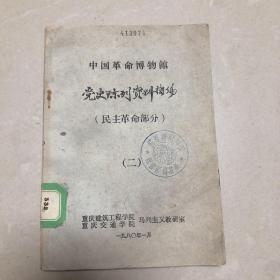 413974
中国革命博物館
党史陈列资料摘编
（民主革命部分）
（二）
重庆建筑工程学院
重庆交通学院
马列主义教研室
一九八〇年一月